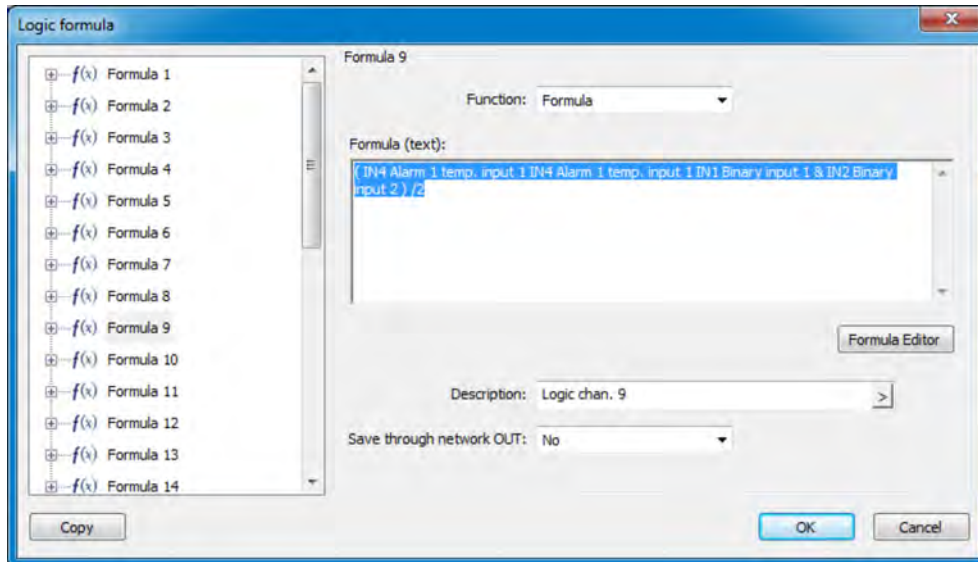 Logic formula
f(x) Formula 1
f(x) Formula 2
f(x) Formula 3
f(x) Formula 4
f(x) Formula 5
f(x) Formula 6
f(x) Formula 7
f(x) Formula 8
f(x) Formula 9
f(x) Formula 10
f(x) Formula 11
f(x) Formula 12
f(x) Formula 13
f(x) Formula 14
Formula 9
Function: Formula
Formula (text):
( IN4 Alarm 1 temp. input 1 IN4 Alarm 1 temp. input 1 IN1 Binary input 1 & IN2 Binary
input 2 ) /2
Formula Editor
Description: Logic chan. 9 >
Save through network OUT: No
Copy
OK
Cancel